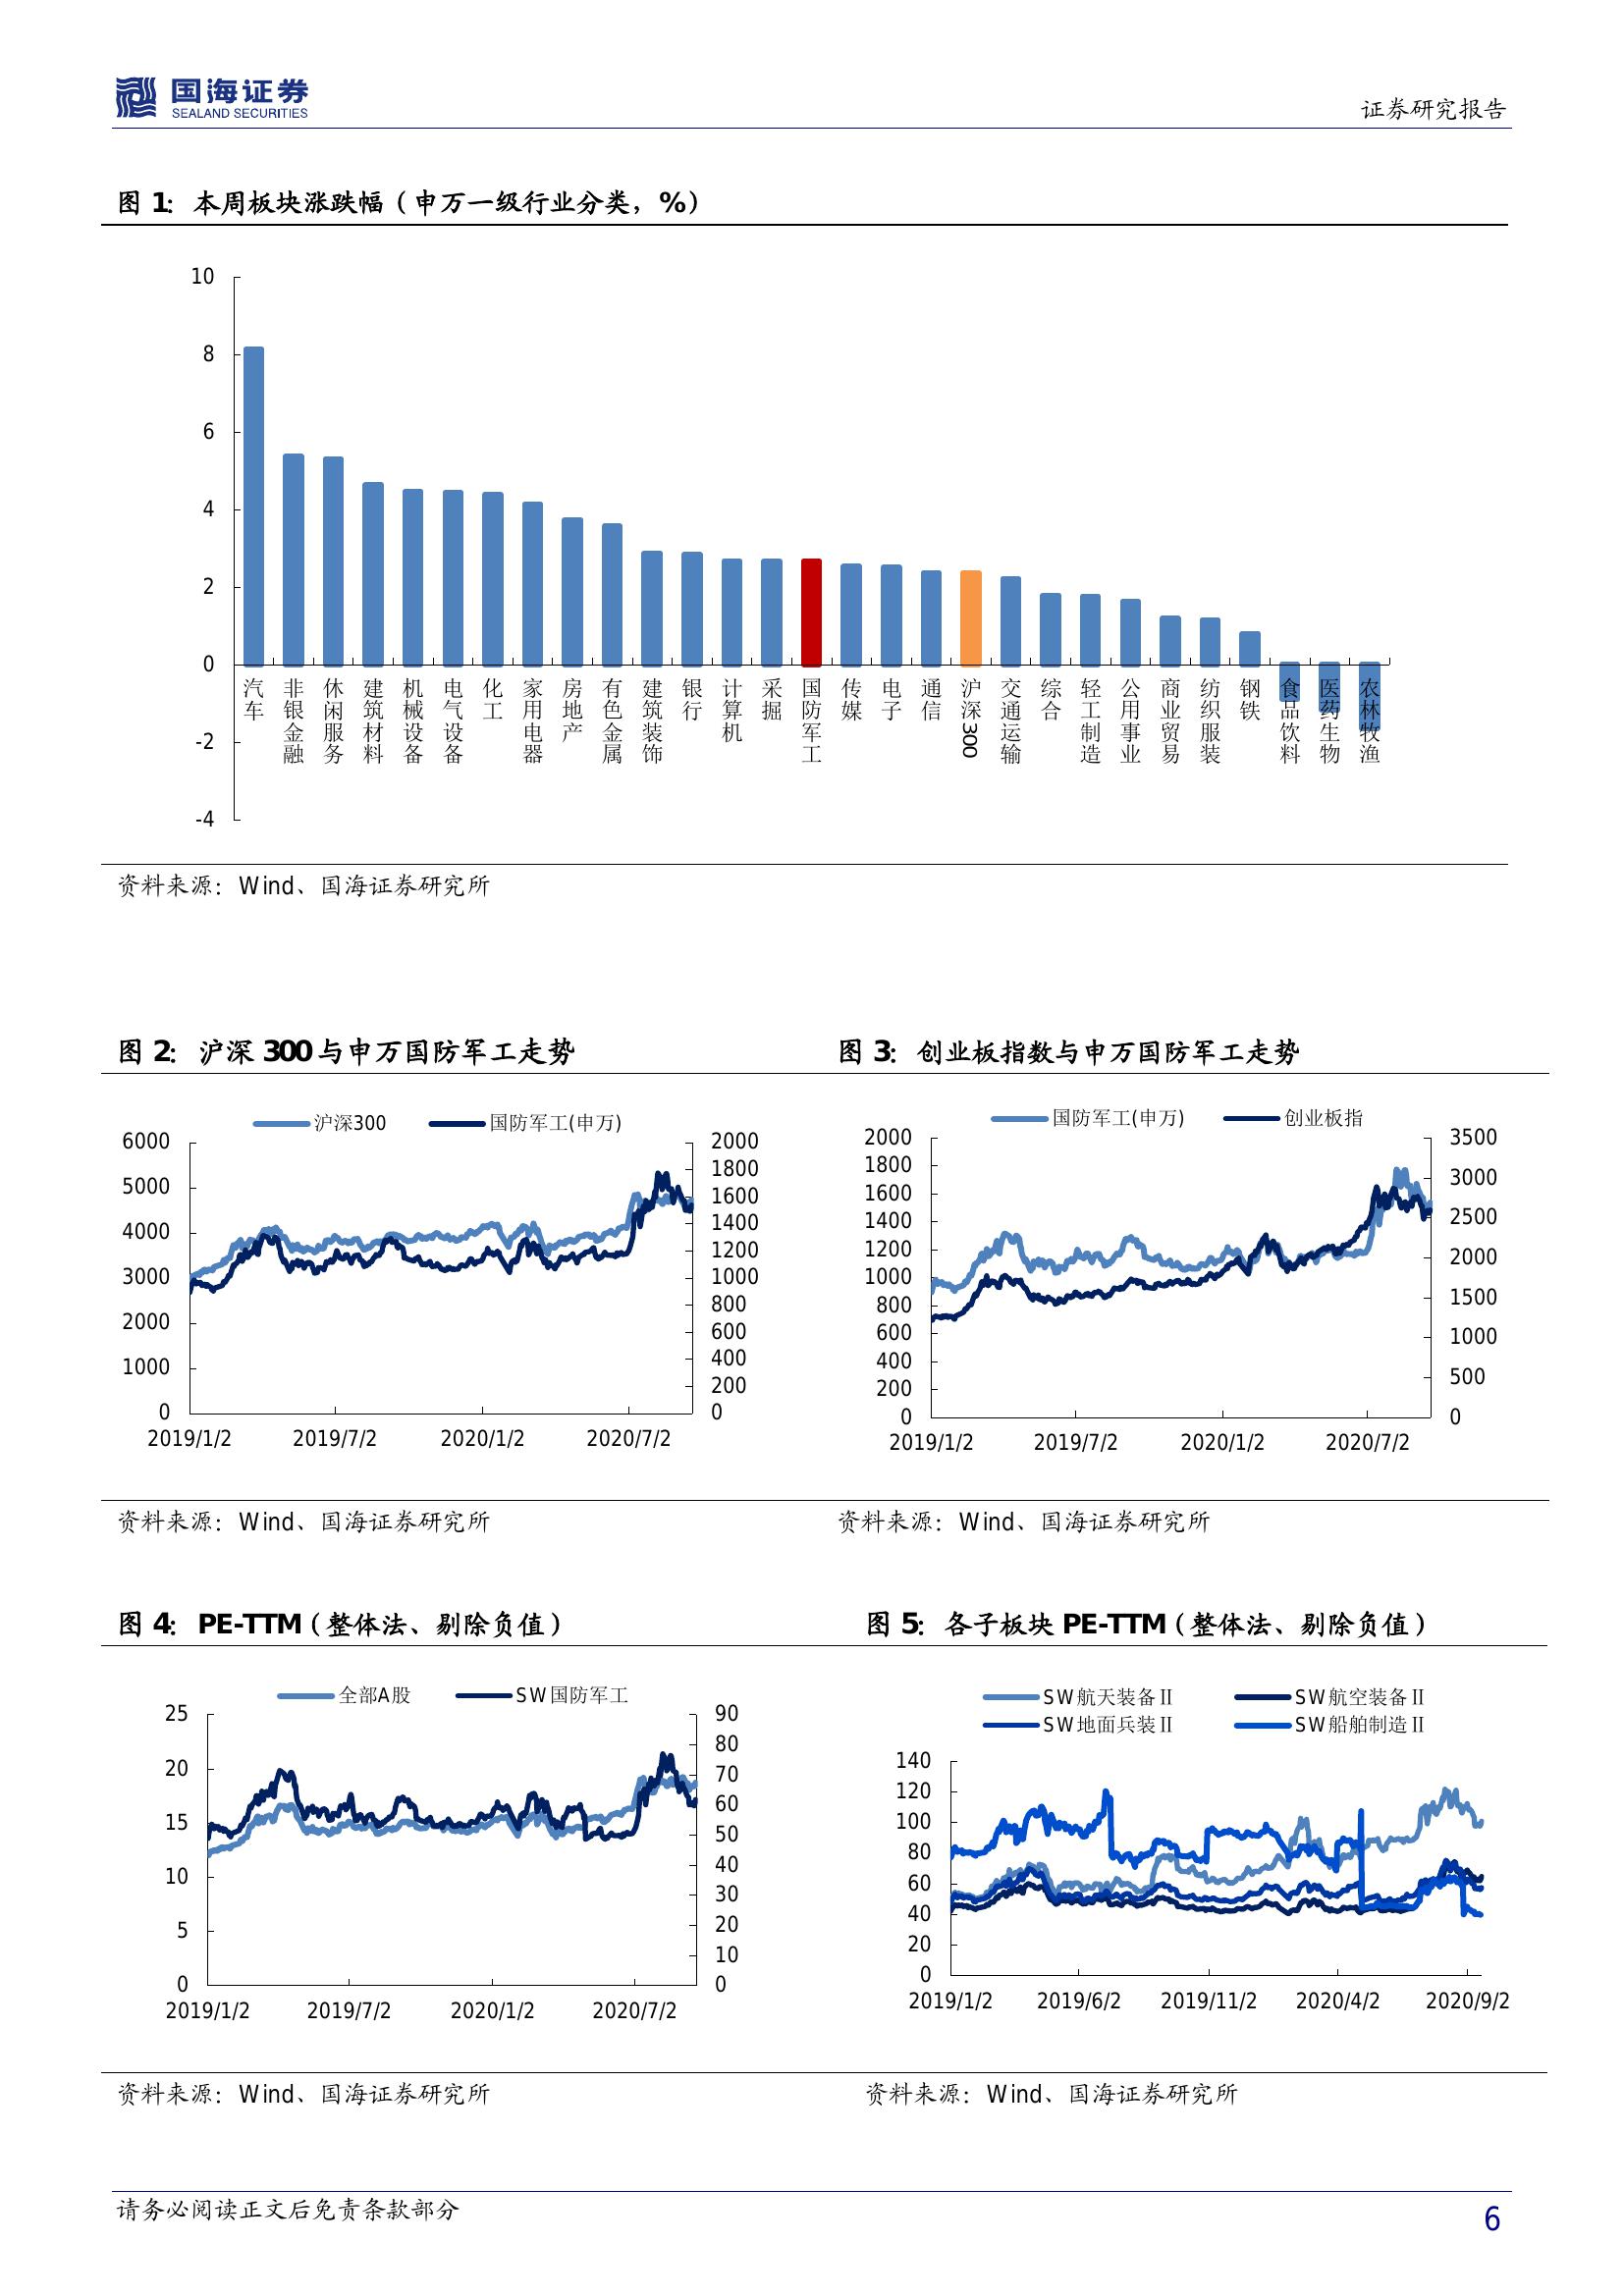 国海证券
SEALAND SECURITIES
证券研究报告
图 1：本周板块涨跌幅（申万一级行业分类，%）
10
8
6
4
2
0
-2
-4
汽车
非银金融
休闲服务
建筑材料
机械设备
电气设备
化工
家用电器
房地产
有色金属
建筑装饰
银行
计算机
采掘
国防军工
传媒
电子
通信
沪深300
交通运输
综合
轻工制造
公用事业
商业贸易
纺织服装
钢铁
食品饮料
医药生物
农林牧渔
资料来源：Wind、国海证券研究所
图 2：沪深 300 与申万国防军工走势
沪深300 国防军工(申万)
6000
5000
4000
3000
2000
1000
0
2000
1800
1600
1400
1200
1000
800
600
400
200
0
2019/1/2 2019/7/2 2020/1/2 2020/7/2
资料来源：Wind、国海证券研究所
图 3：创业板指数与申万国防军工走势
国防军工(申万) 创业板指
2000
1800
1600
1400
1200
1000
800
600
400
200
0
3500
3000
2500
2000
1500
1000
500
0
2019/1/2 2019/7/2 2020/1/2 2020/7/2
资料来源：Wind、国海证券研究所
图 4：PE-TTM（整体法、剔除负值）
全部A股 SW国防军工
25
20
15
10
5
0
90
80
70
60
50
40
30
20
10
0
2019/1/2 2019/7/2 2020/1/2 2020/7/2
资料来源：Wind、国海证券研究所
图 5：各子板块 PE-TTM（整体法、剔除负值）
SW航天装备Ⅱ SW航空装备Ⅱ
SW地面兵装Ⅱ SW船舶制造Ⅱ
140
120
100
80
60
40
20
0
2019/1/2 2019/6/2 2019/11/2 2020/4/2 2020/9/2
资料来源：Wind、国海证券研究所
请务必阅读正文后免责条款部分
6